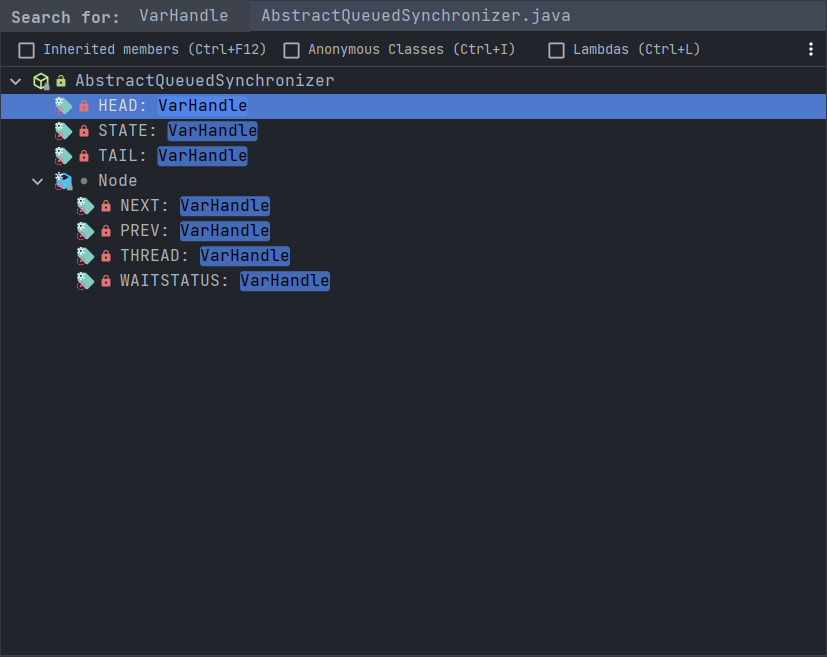 Search for: VarHandle AbstractQueuedSynchronizer.java
Inherited members (Ctrl+F12) Anonymous Classes (Ctrl+I) Lambdas (Ctrl+L)
AbstractQueuedSynchronizer
HEAD: VarHandle
STATE: VarHandle
TAIL: VarHandle
Node
NEXT: VarHandle
PREV: VarHandle
THREAD: VarHandle
WAITSTATUS: VarHandle